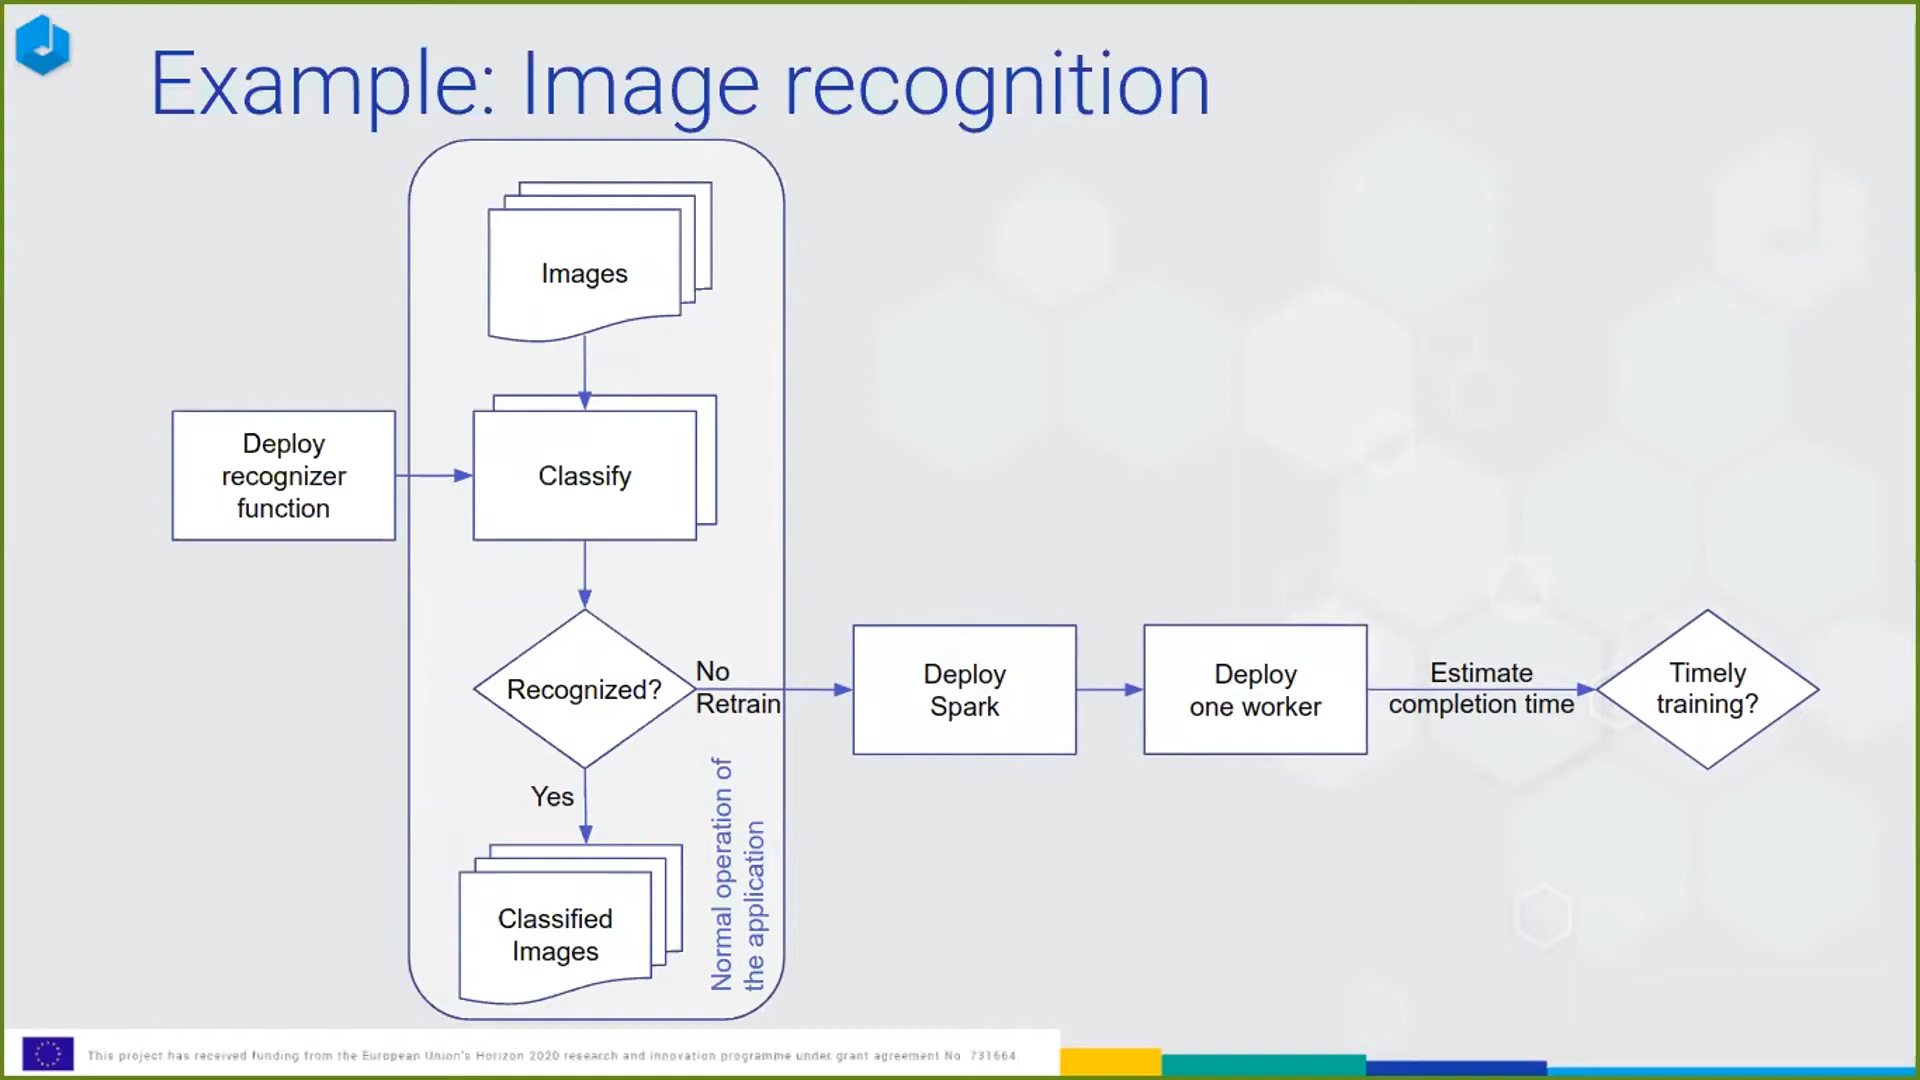 Example: Image recognition
Images
Deploy
recognizer
function
Classify
Recognized?
No
Retrain
Deploy
Spark
Deploy
one worker
Estimate
completion time
Timely
training?
Yes
Classified
Images
Normal operation of
the application
This project has received funding from the European Union's Horizon 2020 research and innovation programme under grant agreement No. 731664.